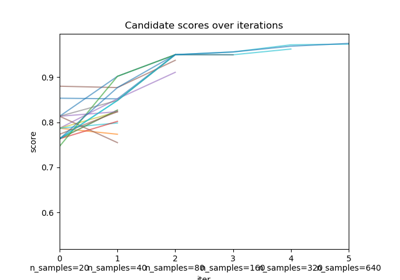 Candidate scores over iterations
score
0.9
0.8
0.7
0.6
0 1 2 3 4 5
n_samples=20 n_samples=40 n_samples=80 n_samples=160 n_samples=320 n_samples=640
iter